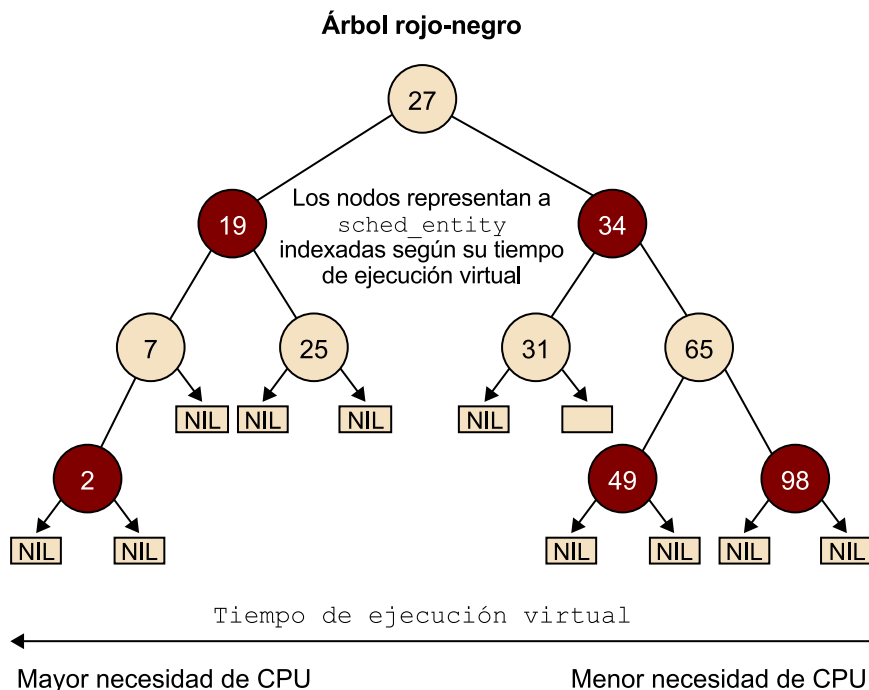 Árbol rojo-negro
27
19
Los nodos representan a
sched_entity
indexadas según su tiempo
de ejecución virtual
34
7
25
31
65
NIL
NIL
NIL
NIL
2
49
98
NIL
NIL
NIL
NIL
NIL
NIL
Tiempo de ejecución virtual
Mayor necesidad de CPU
Menor necesidad de CPU